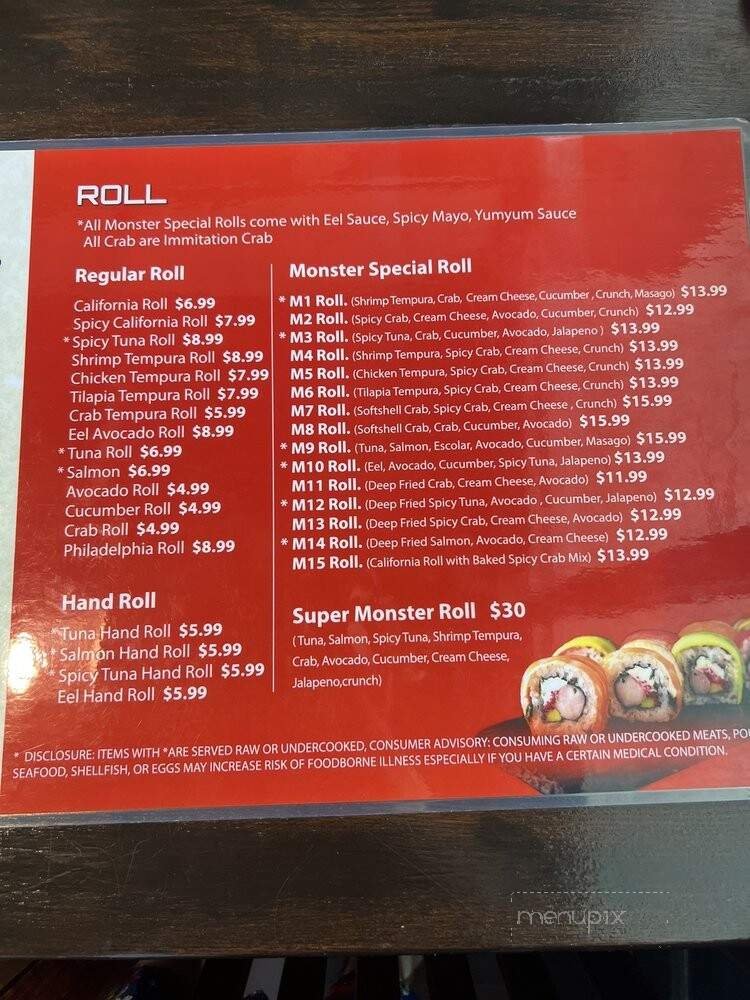 ROLL
*All Monster Special Rolls come with Eel Sauce, Spicy Mayo, Yumyum Sauce
All Crab are Immitation Crab
Regular Roll
California Roll $6.99
Spicy California Roll $7.99
*Spicy Tuna Roll $8.99
Shrimp Tempura Roll $8.99
Chicken Tempura Roll $7.99
Tilapia Tempura Roll $7.99
Crab Tempura Roll $5.99
Eel Avocado Roll $8.99
*Tuna Roll $6.99
*Salmon $6.99
Avocado Roll $4.99
Cucumber Roll $4.99
Crab Roll $4.99
Philadelphia Roll $8.99
Hand Roll
*Tuna Hand Roll $5.99
*Salmon Hand Roll $5.99
*Spicy Tuna Hand Roll $5.99
Eel Hand Roll $5.99
Monster Special Roll
* M1 Roll. (Shrimp Tempura, Crab, Cream Cheese, Cucumber , Crunch, Masago) $13.99
M2 Roll. (Spicy Crab, Cream Cheese, Avocado, Cucumber, Crunch) $12.99
* M3 Roll. (Spicy Tuna, Crab, Cucumber, Avocado, Jalapeno ) $13.99
M4 Roll. (Shrimp Tempura, Spicy Crab, Cream Cheese, Crunch) $13.99
M5 Roll. (Chicken Tempura, Spicy Crab, Cream Cheese, Crunch) $13.99
M6 Roll. (Tilapia Tempura, Spicy Crab, Cream Cheese, Crunch) $13.99
M7 Roll. (Softshell Crab, Spicy Crab, Cream Cheese , Crunch) $15.99
M8 Roll. (Softshell Crab, Crab, Cucumber, Avocado) $15.99
* M9 Roll. (Tuna, Salmon, Escolar, Avocado, Cucumber, Masago) $15.99
* M10 Roll. (Eel, Avocado, Cucumber, Spicy Tuna, Jalapeno) $13.99
M11 Roll. (Deep Fried Crab, Cream Cheese, Avocado) $11.99
* M12 Roll. (Deep Fried Spicy Tuna, Avocado , Cucumber, Jalapeno) $12.99
M13 Roll. (Deep Fried Spicy Crab, Cream Cheese, Avocado) $12.99
* M14 Roll. (Deep Fried Salmon, Avocado, Cream Cheese) $12.99
M15 Roll. (California Roll with Baked Spicy Crab Mix) $13.99
Super Monster Roll $30
(Tuna, Salmon, Spicy Tuna, Shrimp Tempura,
Crab, Avocado, Cucumber, Cream Cheese,
Jalapeno,crunch)
* DISCLOSURE: ITEMS WITH *ARE SERVED RAW OR UNDERCOOKED, CONSUMER ADVISORY: CONSUMING RAW OR UNDERCOOKED MEATS,
SEAFOOD, SHELLFISH, OR EGGS MAY INCREASE RISK OF FOODBORNE ILLNESS ESPECIALLY IF YOU HAVE A CERTAIN MEDICAL CONDITION.
menupix